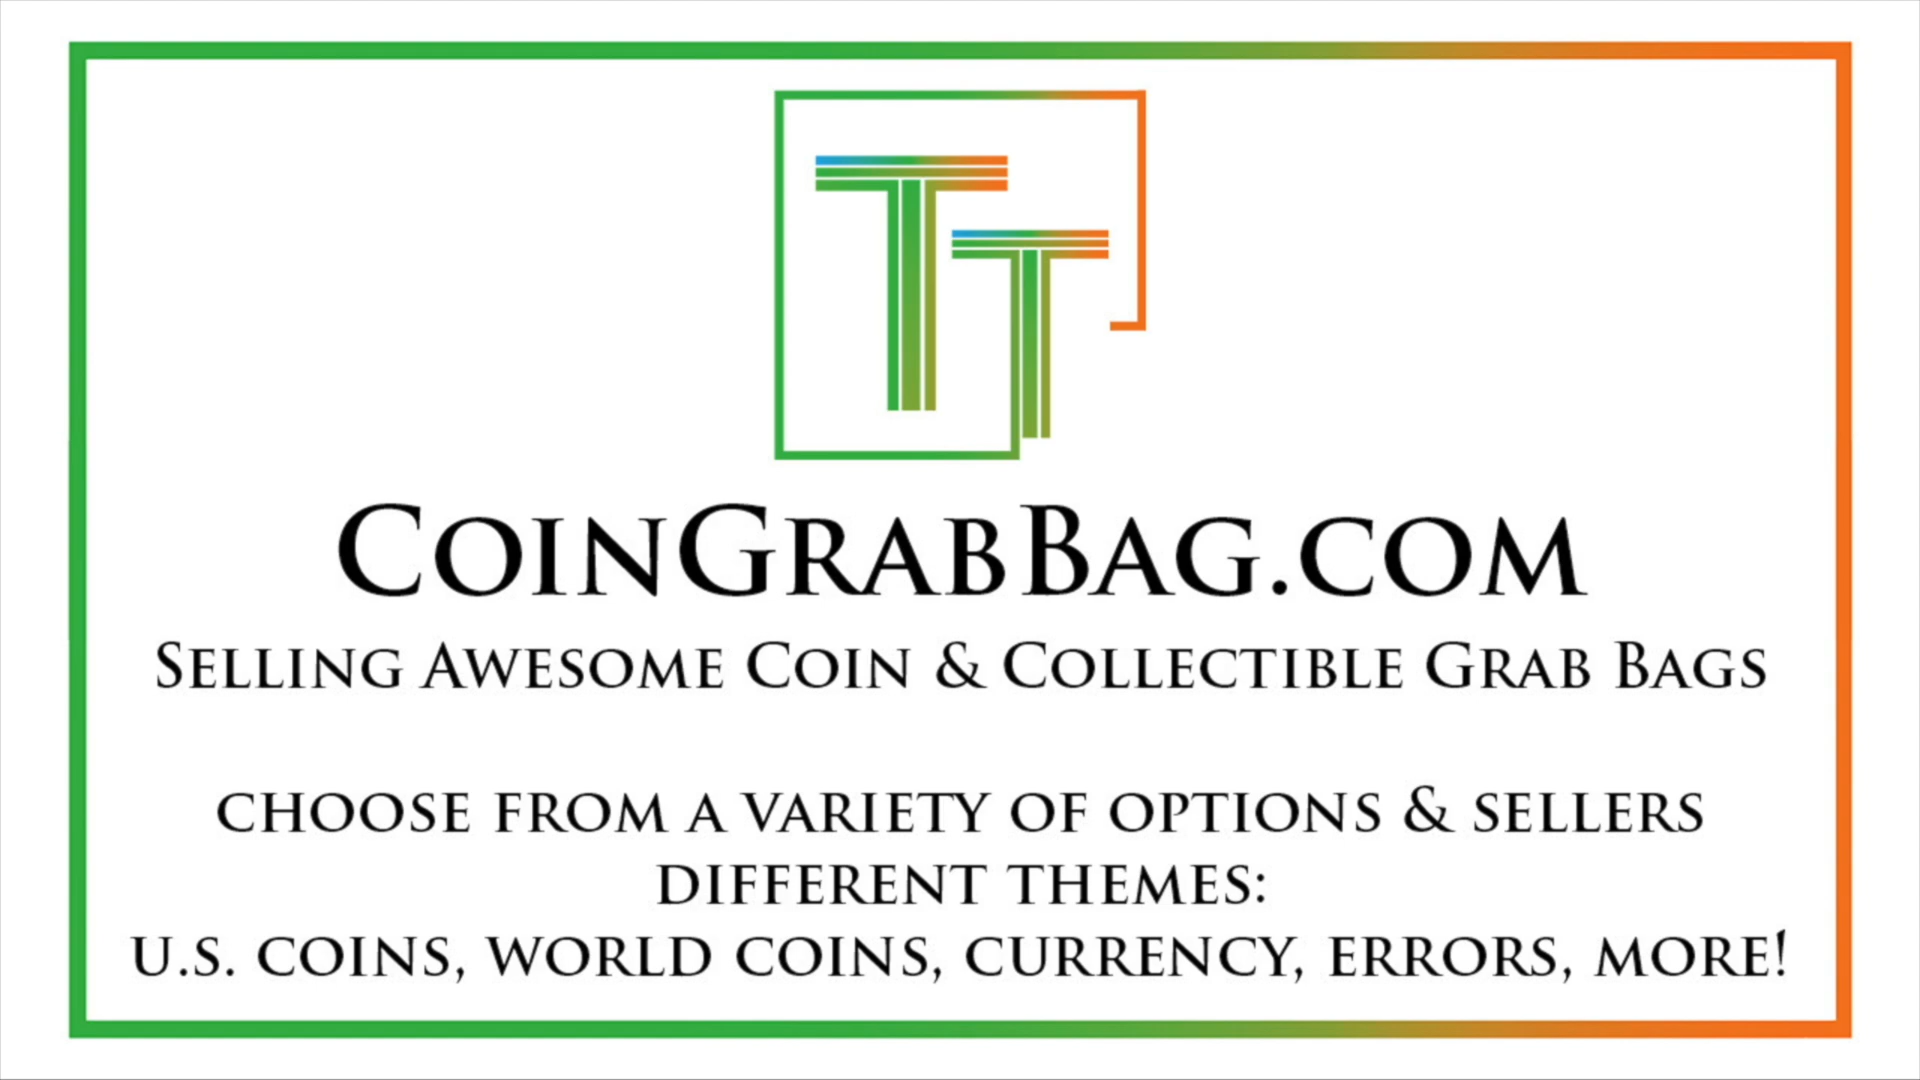 TT
CoinGrabBag.com
Selling Awesome Coin & Collectible Grab Bags
choose from a variety of options & sellers
different themes:
u.s. coins, world coins, currency, errors, more!